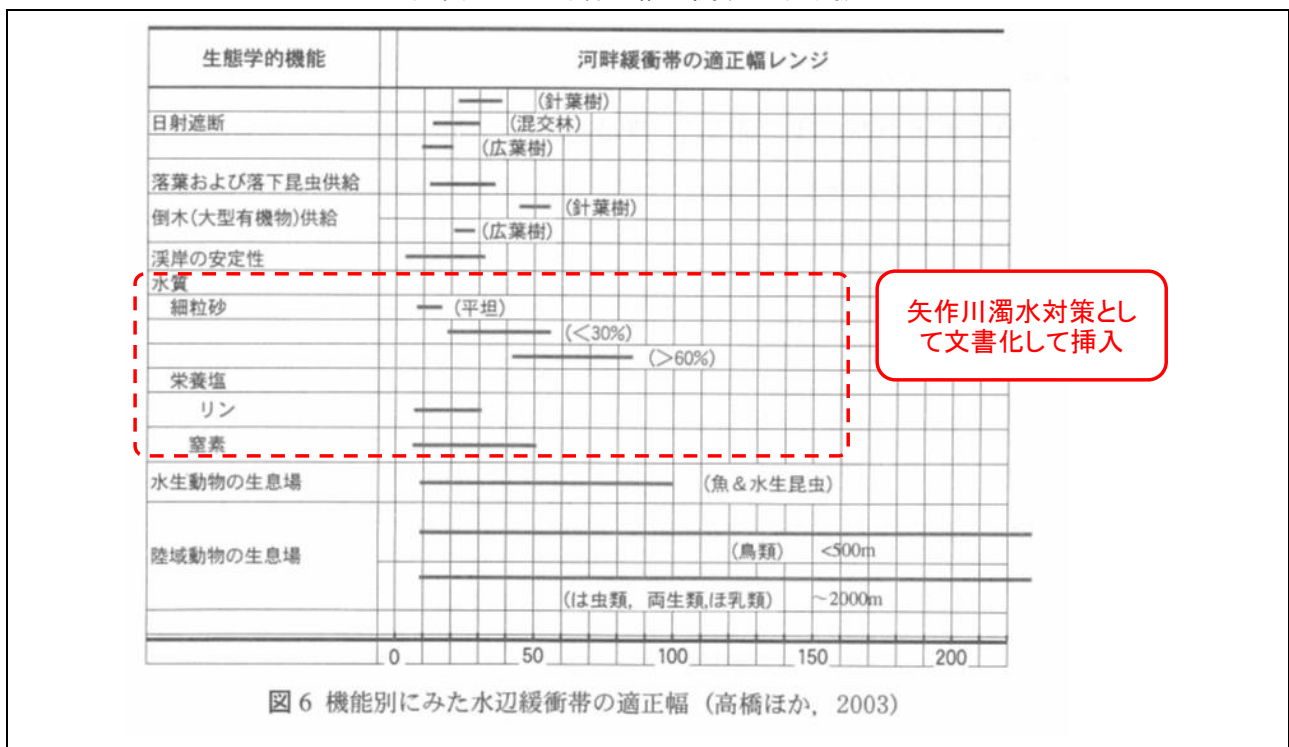 生態学的機能
河畔緩衝帯の適正幅レンジ
(針葉樹)
日射遮断
(混交林)
(広葉樹)
落葉および落下昆虫供給
倒木(大型有機物)供給
(針葉樹)
(広葉樹)
渓岸の安定性
水質
細粒砂
(平坦)
(<30%)
(>60%)
栄養塩
リン
窒素
水生動物の生息場
(魚&水生昆虫)
陸域動物の生息場
(鳥類) <500m
(は虫類，両生類,ほ乳類) ～2000m
0 50 100 150 200
矢作川濁水対策とし
て文書化して挿入
図6 機能別にみた水辺緩衝帯の適正幅（高橋ほか，2003）